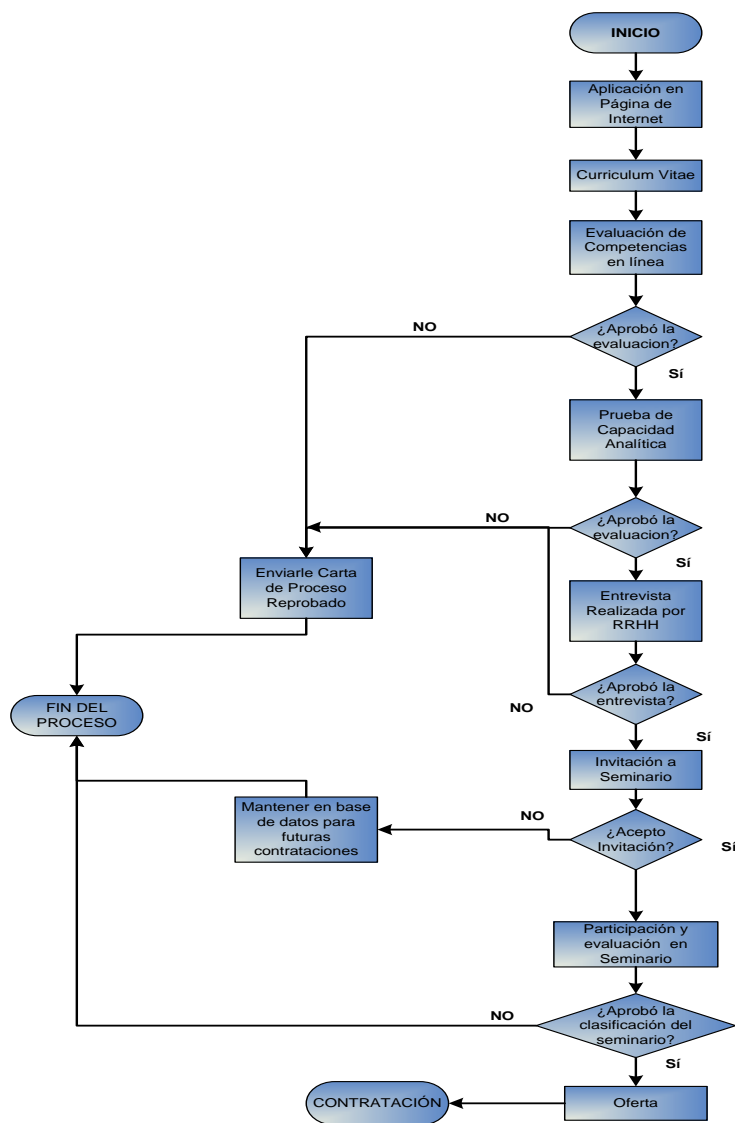 INICIO
Aplicación en
Página de
Internet
Curriculum Vitae
Evaluación de
Competencias
en línea
NO
¿Aprobó la
evaluacion?
Sí
Prueba de
Capacidad
Analítica
NO
¿Aprobó la
evaluacion?
Sí
Enviarle Carta
de Proceso
Reprobado
Entrevista
Realizada por
RRHH
¿Aprobó la
entrevista?
NO
Sí
FIN DEL
PROCESO
Invitación a
Seminario
Mantener en base
de datos para
futuras
contrataciones
NO
¿Acepto
Invitación?
Sí
Participación y
evaluación en
Seminario
NO
¿Aprobó la
clasificación del
seminario?
Sí
CONTRATACIÓN
Oferta